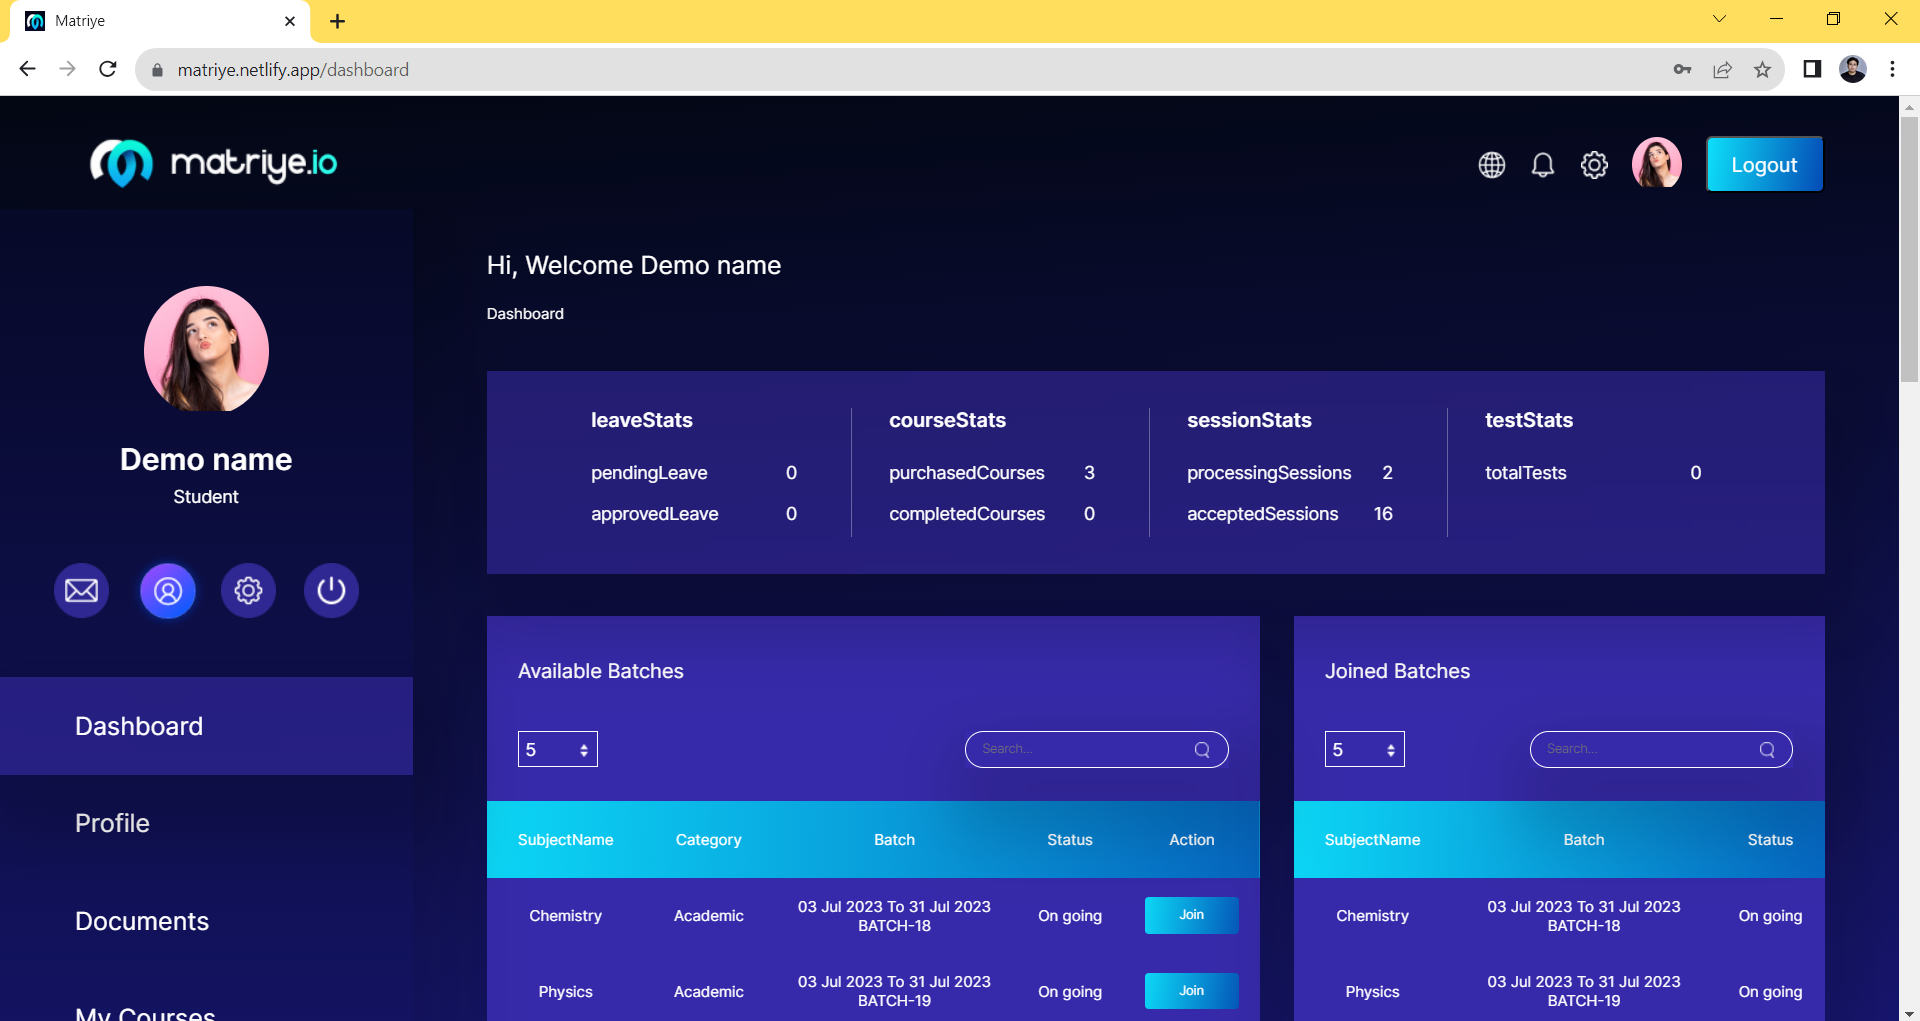 Matriye
matriye.netlify.app/dashboard
matriye.io
Logout
Demo name
Student
Dashboard
Profile
Documents
My Courses
Hi, Welcome Demo name
Dashboard
leaveStats
pendingLeave 0
approvedLeave 0
courseStats
purchasedCourses 3
completedCourses 0
sessionStats
processingSessions 2
acceptedSessions 16
testStats
totalTests 0
Available Batches
5 Search...
SubjectName Category Batch Status Action
Chemistry Academic 03 Jul 2023 To 31 Jul 2023 BATCH-18 On going Join
Physics Academic 03 Jul 2023 To 31 Jul 2023 BATCH-19 On going Join
Joined Batches
5 Search...
SubjectName Batch Status
Chemistry 03 Jul 2023 To 31 Jul 2023 BATCH-18 On going
Physics 03 Jul 2023 To 31 Jul 2023 BATCH-19 On going